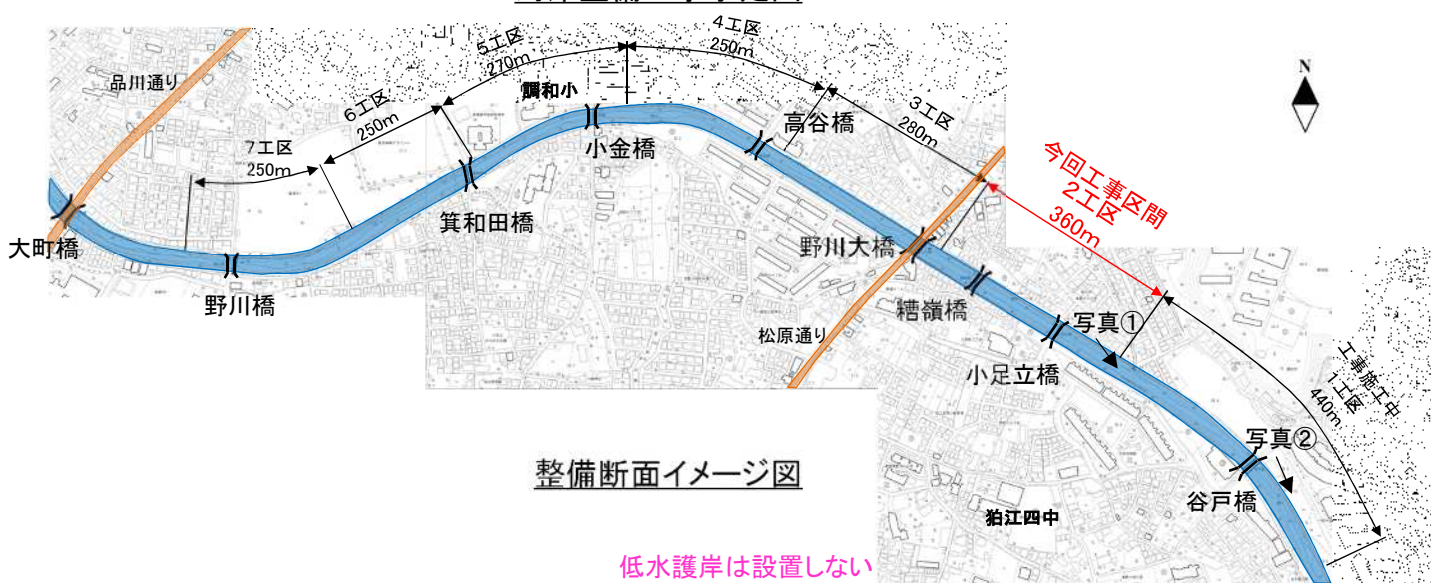 4工区
250m
5工区
270m
品川通り
N
調和小
3工区
280m
6工区
250m
高谷橋
小金橋
今回工事区間
2工区
360m
7工区
250m
箕和田橋
大町橋
野川大橋
野川橋
糟嶺橋
写真①
松原通り
小足立橋
工事施工中
1工区
440m
写真②
整備断面イメージ図
谷戸橋
狛江四中
低水護岸は設置しない